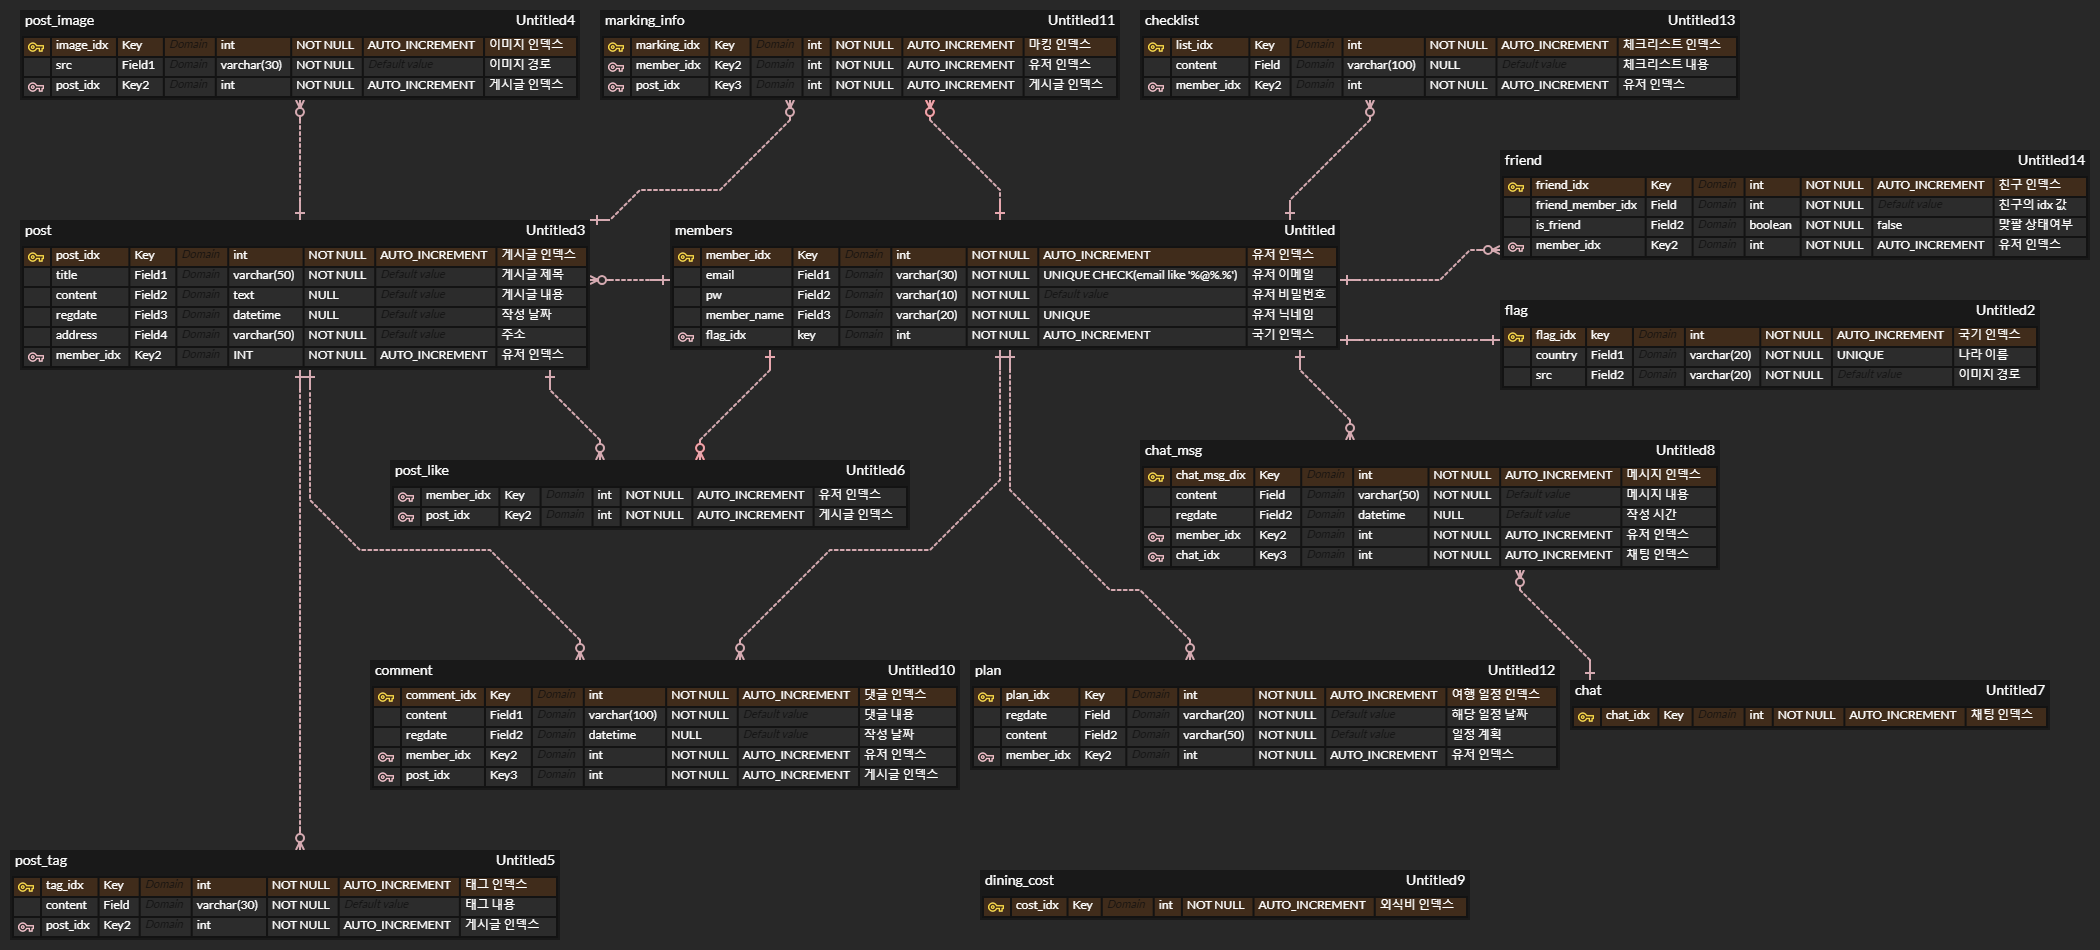 post_image Untitled4
image_idx Key Domain int NOT NULL AUTO_INCREMENT 이미지 인덱스
src Field1 Domain varchar(30) NOT NULL Default value 이미지 경로
post_idx Key2 Domain int NOT NULL AUTO_INCREMENT 게시글 인덱스
marking_info Untitled11
marking_idx Key Domain int NOT NULL AUTO_INCREMENT 마킹 인덱스
member_idx Key2 Domain int NOT NULL AUTO_INCREMENT 유저 인덱스
post_idx Key3 Domain int NOT NULL AUTO_INCREMENT 게시글 인덱스
checklist Untitled13
list_idx Key Domain int NOT NULL AUTO_INCREMENT 체크리스트 인덱스
content Field Domain varchar(100) NULL Default value 체크리스트 내용
member_idx Key2 Domain int NOT NULL AUTO_INCREMENT 유저 인덱스
friend Untitled14
friend_idx Key Domain int NOT NULL AUTO_INCREMENT 친구 인덱스
friend_member_idx Field Domain int NOT NULL Default value 친구의 idx 값
is_friend Field2 Domain boolean NOT NULL false 맞팔 상태여부
member_idx Key2 Domain int NOT NULL AUTO_INCREMENT 유저 인덱스
post Untitled3
post_idx Key Domain int NOT NULL AUTO_INCREMENT 게시글 인덱스
title Field1 Domain varchar(50) NOT NULL Default value 게시글 제목
content Field2 Domain text NULL Default value 게시글 내용
regdate Field3 Domain datetime NULL Default value 작성 날짜
address Field4 Domain varchar(50) NOT NULL Default value 주소
member_idx Key2 Domain INT NOT NULL AUTO_INCREMENT 유저 인덱스
members Untitled
member_idx Key Domain int NOT NULL AUTO_INCREMENT 유저 인덱스
email Field1 Domain varchar(30) NOT NULL UNIQUE CHECK(email like '%@%.%') 유저 이메일
pw Field2 Domain varchar(10) NOT NULL Default value 유저 비밀번호
member_name Field3 Domain varchar(20) NOT NULL UNIQUE 유저 닉네임
flag_idx key Domain int NOT NULL AUTO_INCREMENT 국기 인덱스
flag Untitled2
flag_idx key Domain int NOT NULL AUTO_INCREMENT 국기 인덱스
country Field1 Domain varchar(20) NOT NULL UNIQUE 나라 이름
src Field2 Domain varchar(20) NOT NULL Default value 이미지 경로
post_like Untitled6
member_idx Key Domain int NOT NULL AUTO_INCREMENT 유저 인덱스
post_idx Key2 Domain int NOT NULL AUTO_INCREMENT 게시글 인덱스
chat_msg Untitled8
chat_msg_dix Key Domain int NOT NULL AUTO_INCREMENT 메시지 인덱스
content Field Domain varchar(50) NOT NULL Default value 메시지 내용
regdate Field2 Domain datetime NULL Default value 작성 시간
member_idx Key2 Domain int NOT NULL AUTO_INCREMENT 유저 인덱스
chat_idx Key3 Domain int NOT NULL AUTO_INCREMENT 채팅 인덱스
comment Untitled10
comment_idx Key Domain int NOT NULL AUTO_INCREMENT 댓글 인덱스
content Field1 Domain varchar(100) NOT NULL Default value 댓글 내용
regdate Field2 Domain datetime NULL Default value 작성 날짜
member_idx Key2 Domain int NOT NULL AUTO_INCREMENT 유저 인덱스
post_idx Key3 Domain int NOT NULL AUTO_INCREMENT 게시글 인덱스
plan Untitled12
plan_idx Key Domain int NOT NULL AUTO_INCREMENT 여행 일정 인덱스
regdate Field Domain varchar(20) NOT NULL Default value 해당 일정 날짜
content Field2 Domain varchar(50) NOT NULL Default value 일정 계획
member_idx Key2 Domain int NOT NULL AUTO_INCREMENT 유저 인덱스
chat Untitled7
chat_idx Key Domain int NOT NULL AUTO_INCREMENT 채팅 인덱스
post_tag Untitled5
tag_idx Key Domain int NOT NULL AUTO_INCREMENT 태그 인덱스
content Field Domain varchar(30) NOT NULL Default value 태그 내용
post_idx Key2 Domain int NOT NULL AUTO_INCREMENT 게시글 인덱스
dining_cost Untitled9
cost_idx Key Domain int NOT NULL AUTO_INCREMENT 외식비 인덱스